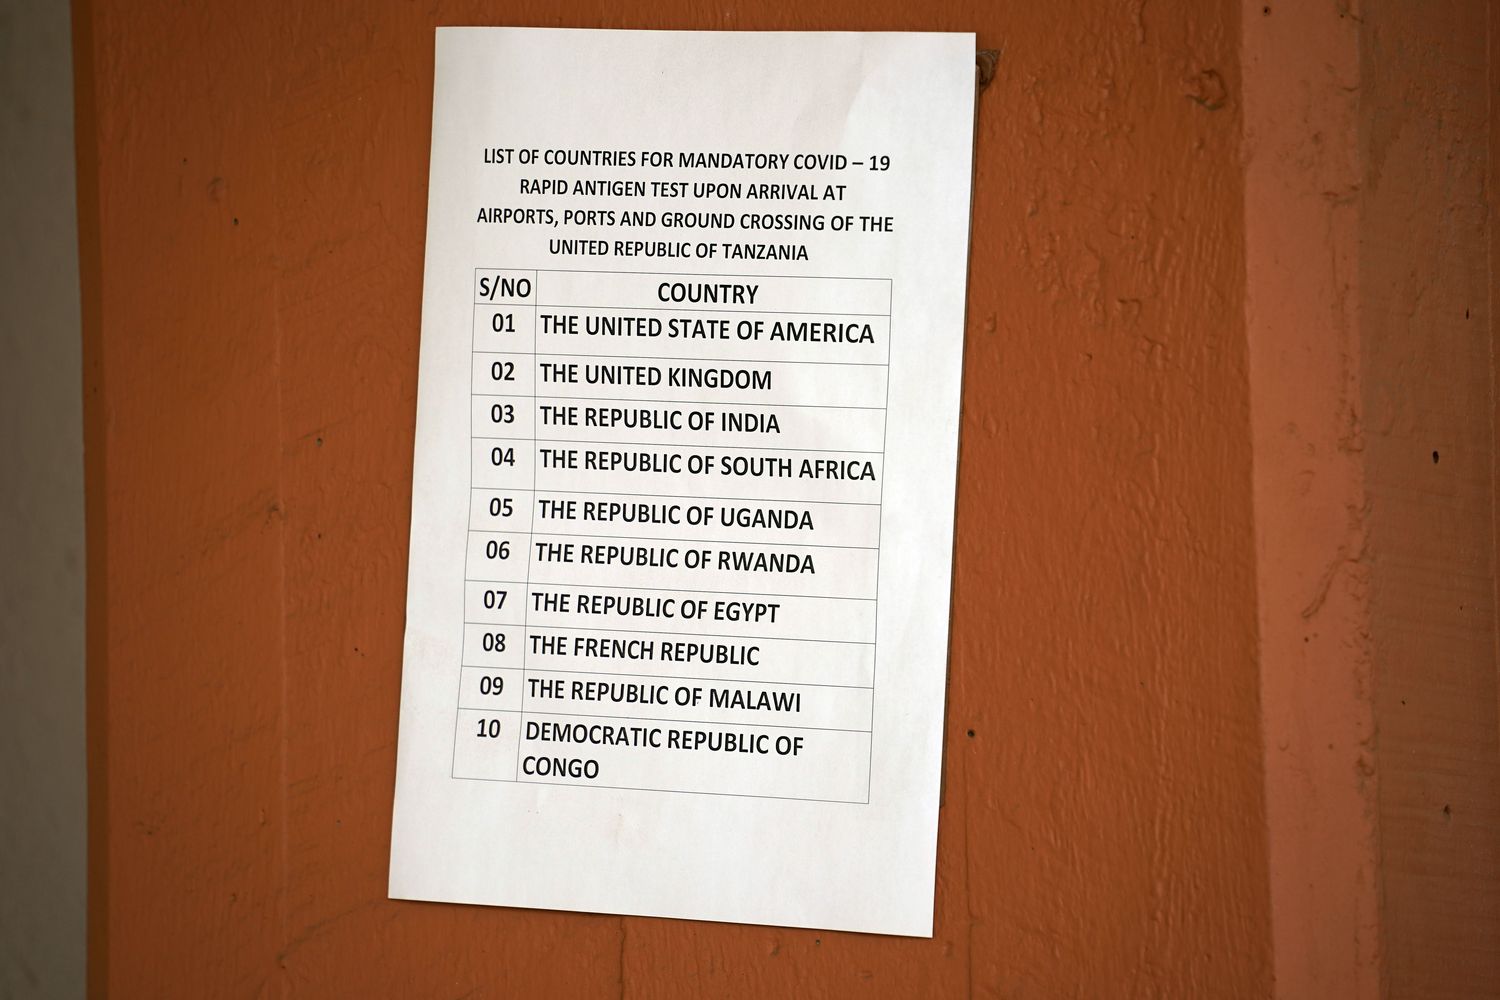 LIST OF COUNTRIES FOR MANDATORY COVID – 19
RAPID ANTIGEN TEST UPON ARRIVAL AT
AIRPORTS, PORTS AND GROUND CROSSING OF THE
UNITED REPUBLIC OF TANZANIA
S/NO COUNTRY
01 THE UNITED STATE OF AMERICA
02 THE UNITED KINGDOM
03 THE REPUBLIC OF INDIA
04 THE REPUBLIC OF SOUTH AFRICA
05 THE REPUBLIC OF UGANDA
06 THE REPUBLIC OF RWANDA
07 THE REPUBLIC OF EGYPT
08 THE FRENCH REPUBLIC
09 THE REPUBLIC OF MALAWI
10 DEMOCRATIC REPUBLIC OF
CONGO